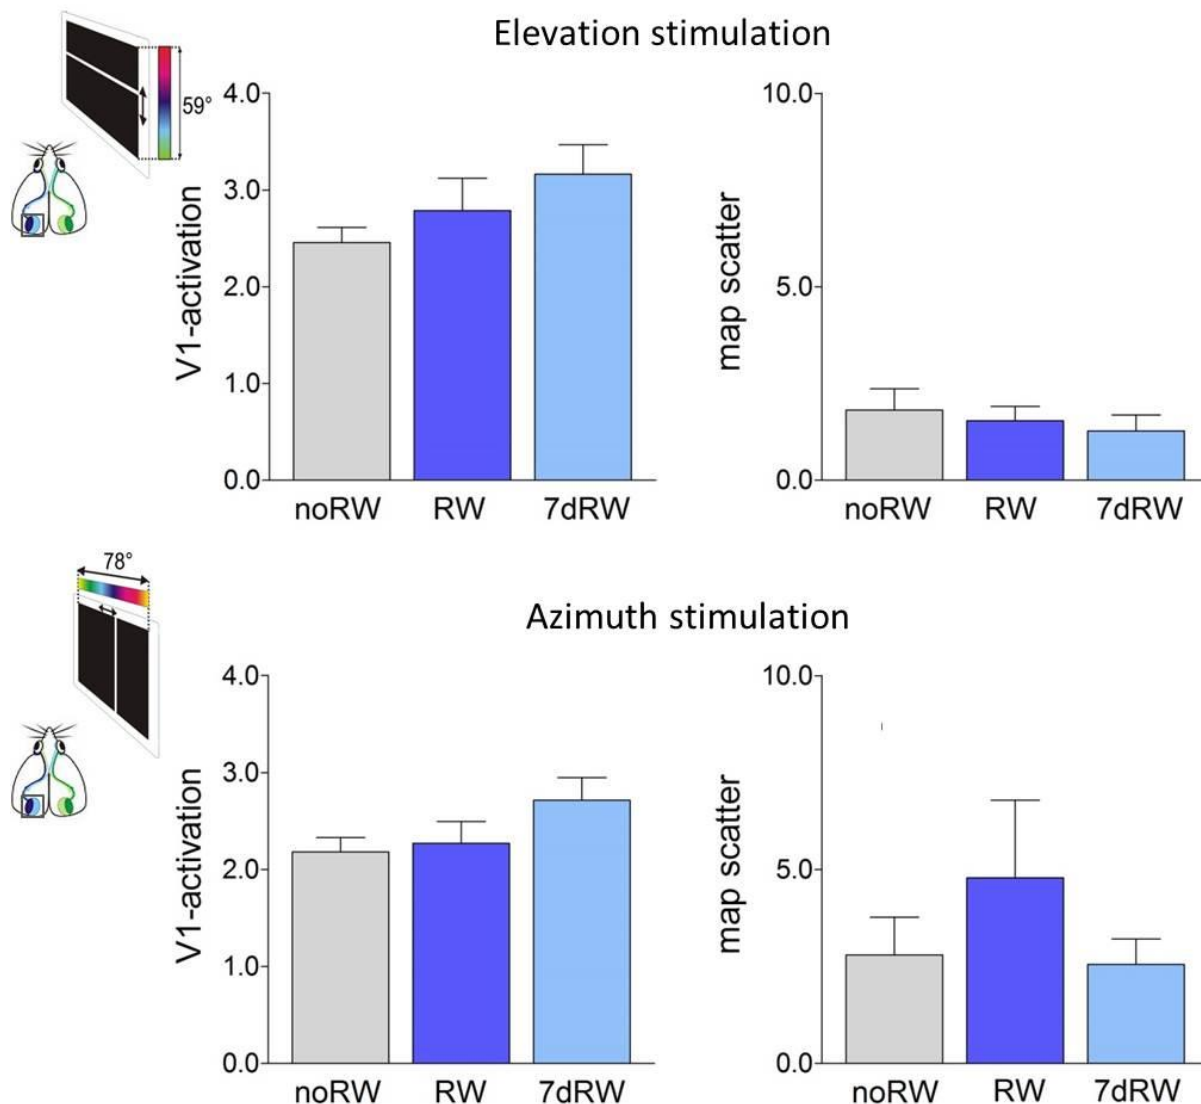 Elevation stimulation
59°
V1-activation
4.0
3.0
2.0
1.0
0.0
noRW RW 7dRW
map scatter
10.0
5.0
0.0
noRW RW 7dRW
Azimuth stimulation
78°
V1-activation
4.0
3.0
2.0
1.0
0.0
noRW RW 7dRW
map scatter
10.0
5.0
0.0
noRW RW 7dRW